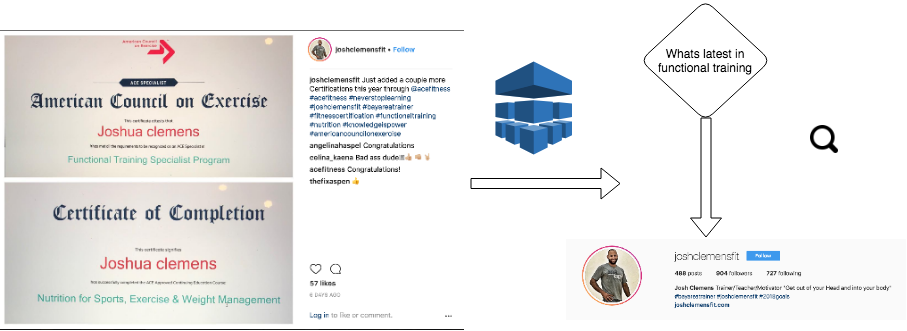 American Council
on Exercise
ACE SPECIALIST
American Council on Exercise
This certificate attests that
Joshua clemens
has met the requirements to be recognized as an ACE Specialist
Functional Training Specialist Program
Certificate of Completion
This certificate signifies
Joshua clemens
has successfully completed the ACE Approved Continuing Education Course
Nutrition for Sports, Exercise & Weight Management
joshclemensfit • Follow
joshclemensfit Just added a couple more
Certifications this year through @acefitness
#acefitness #neverstoplearning
#joshclemensfit #bayareatrainer
#fitnesscertification #functionaltraining
#nutrition #knowledgeispower
#americancouncilonexercise
angelinahaspel Congratulations
celina_kaena Bad ass dude
acefitness Congratulations!
thefixaspen 👍
57 likes
6 DAYS AGO
Log in to like or comment.
Whats latest in
functional training
joshclemensfit Follow
488 posts 904 followers 727 following
Josh Clemens Trainer/Teacher/Motivator "Get out of your Head and into your body"
#bayareatrainer #joshclemensfit #2018goals
joshclemensfit.com